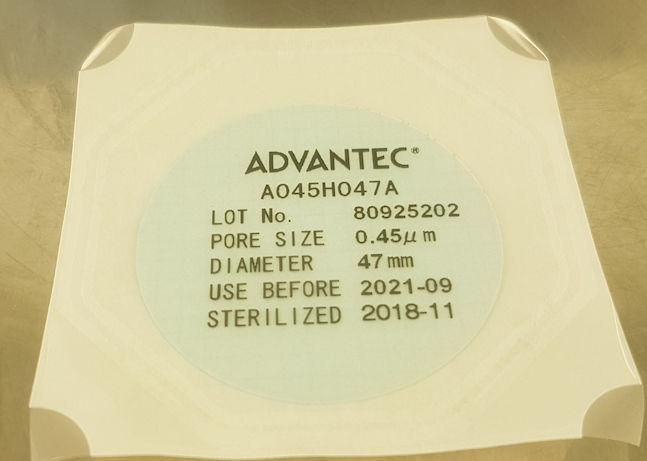 ADVANTEC®
A045H047A
LOT No. 80925202
PORE SIZE 0.45μm
DIAMETER 47mm
USE BEFORE 2021-09
STERILIZED 2018-11